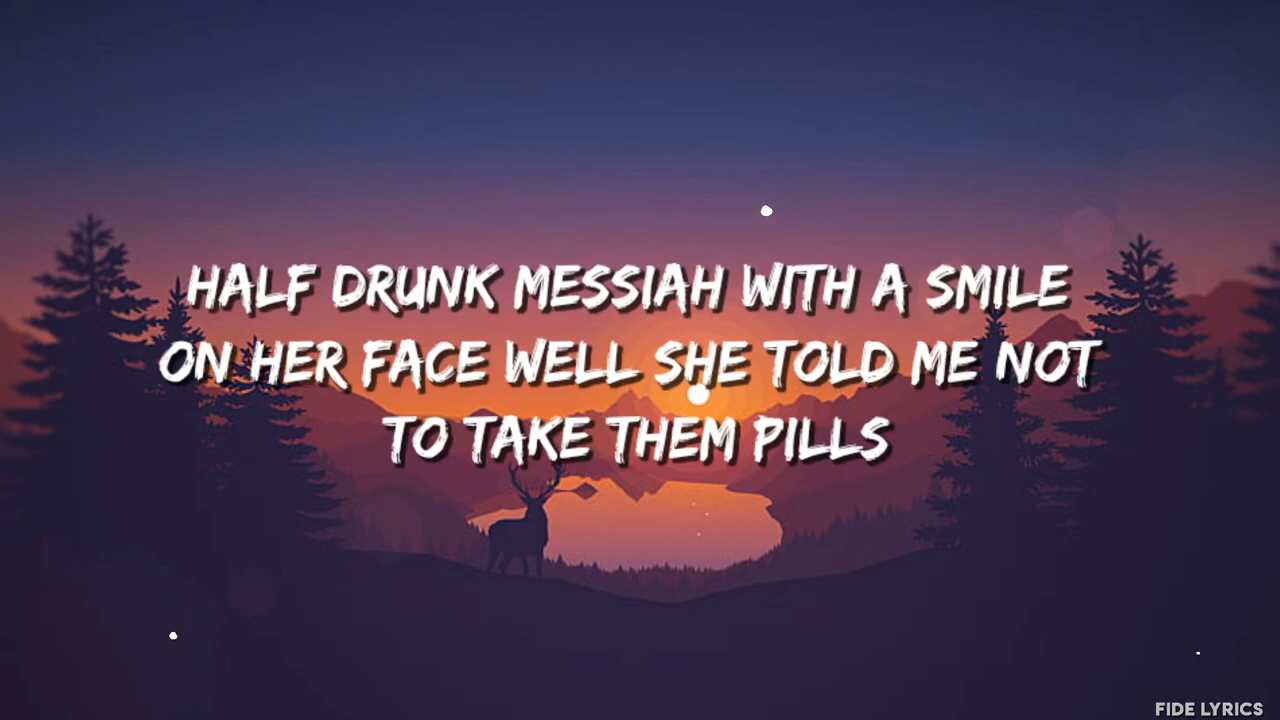 HALF DRUNK MESSIAH WITH A SMILE
ON HER FACE WELL SHE TOLD ME NOT
TO TAKE THEM PILLS
FIDE LYRICS